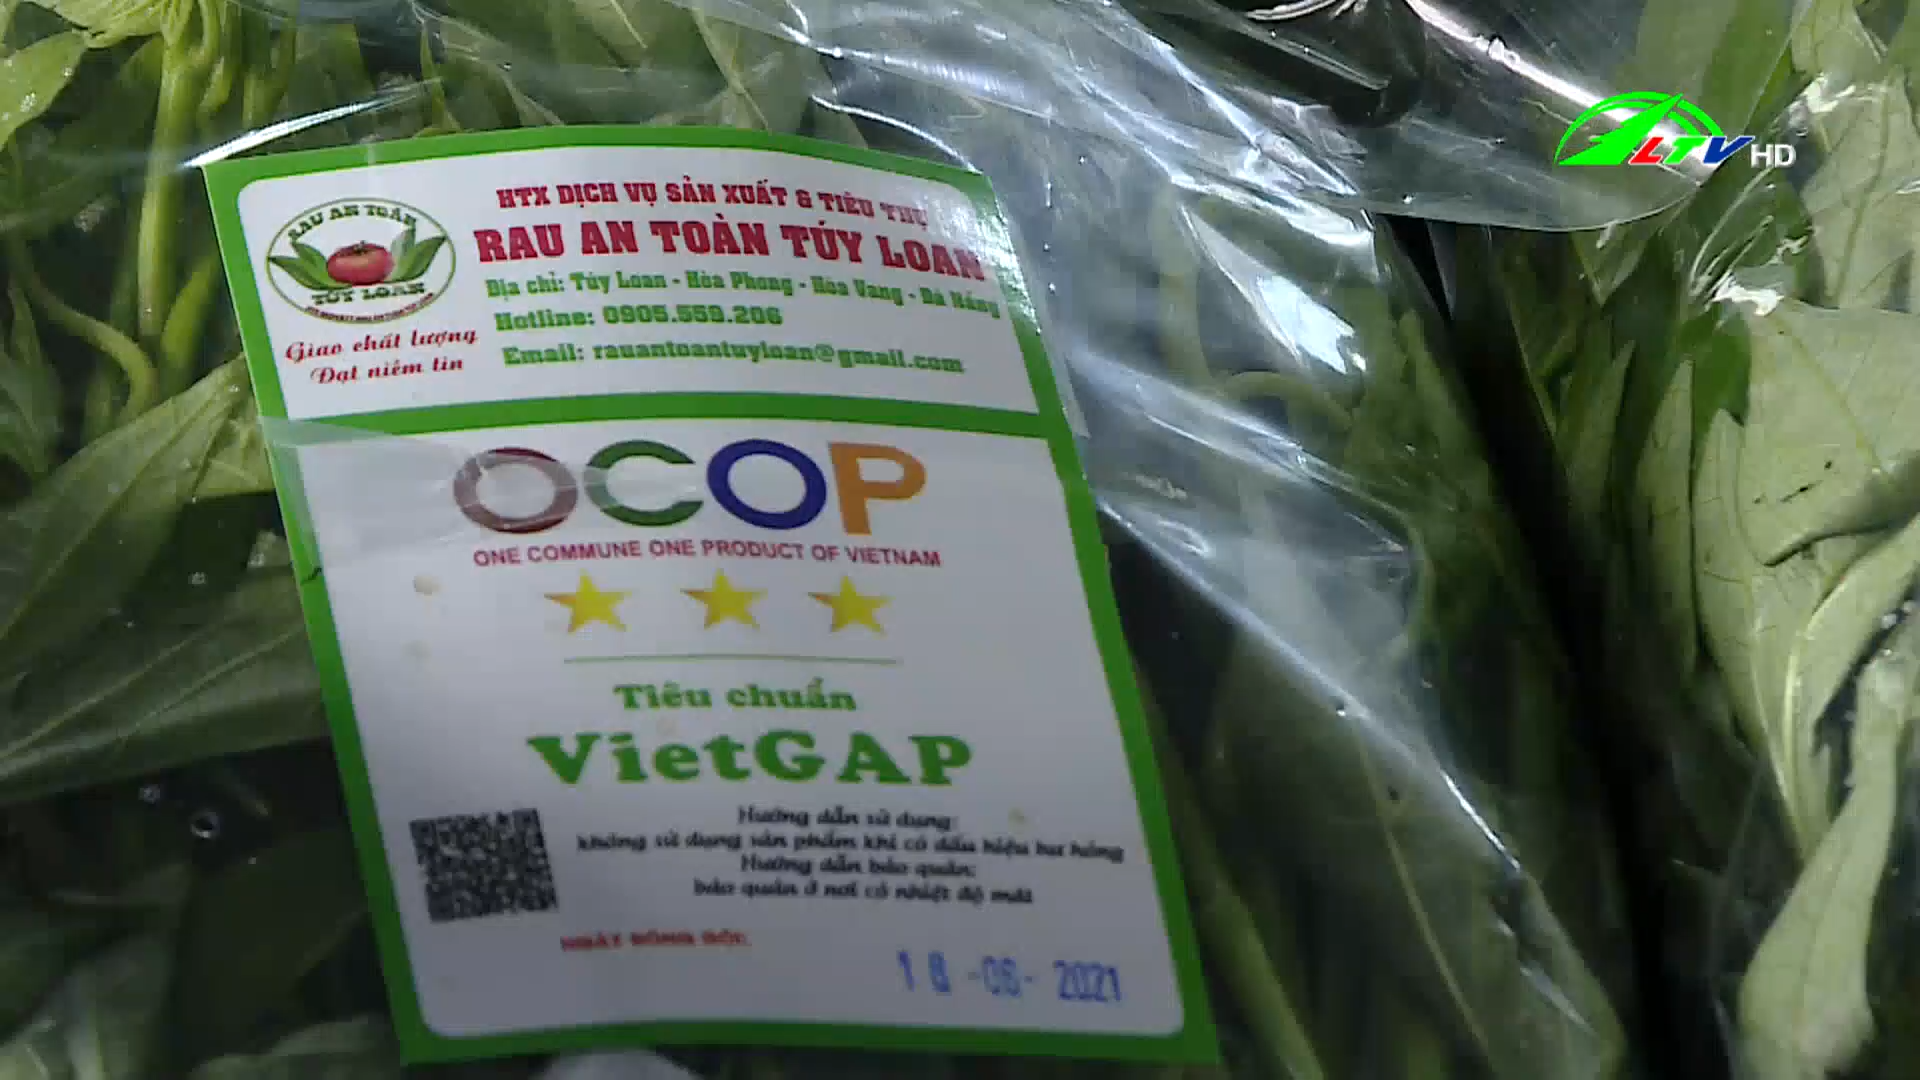 LTV HD
HTX DỊCH VỤ SẢN XUẤT & TIÊU THỤ
RAU AN TOÀN TÚY LOAN
RAU AN TOÀN
TÚY LOAN
Giao chất lượng
Đạt niềm tin
Địa chỉ: Túy Loan - Hòa Phong - Hòa Vang - Đà Nẵng
Hotline: 0905.559.206
Email: rauantoantuyloan@gmail.com
OCOP
ONE COMMUNE ONE PRODUCT OF VIETNAM
Tiêu chuẩn
VietGAP
Hướng dẫn sử dụng:
không sử dụng sản phẩm khi có dấu hiệu hư hỏng
Hướng dẫn bảo quản:
bảo quản ở nơi có nhiệt độ mát
NGÀY ĐÓNG GÓI:
2021